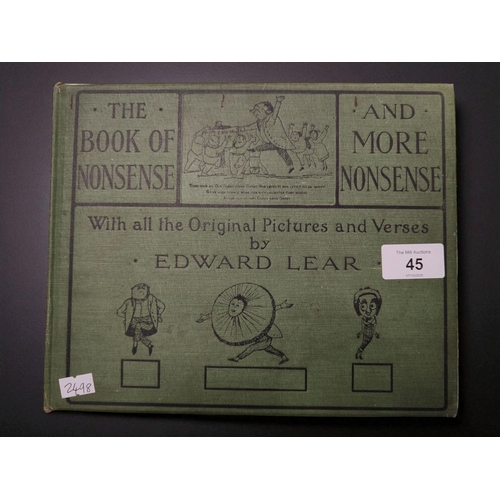 · THE ·
BOOK OF
NONSENSE
· AND ·
MORE
NONSENSE
With all the Original Pictures and Verses
by
· EDWARD LEAR ·
45
2498